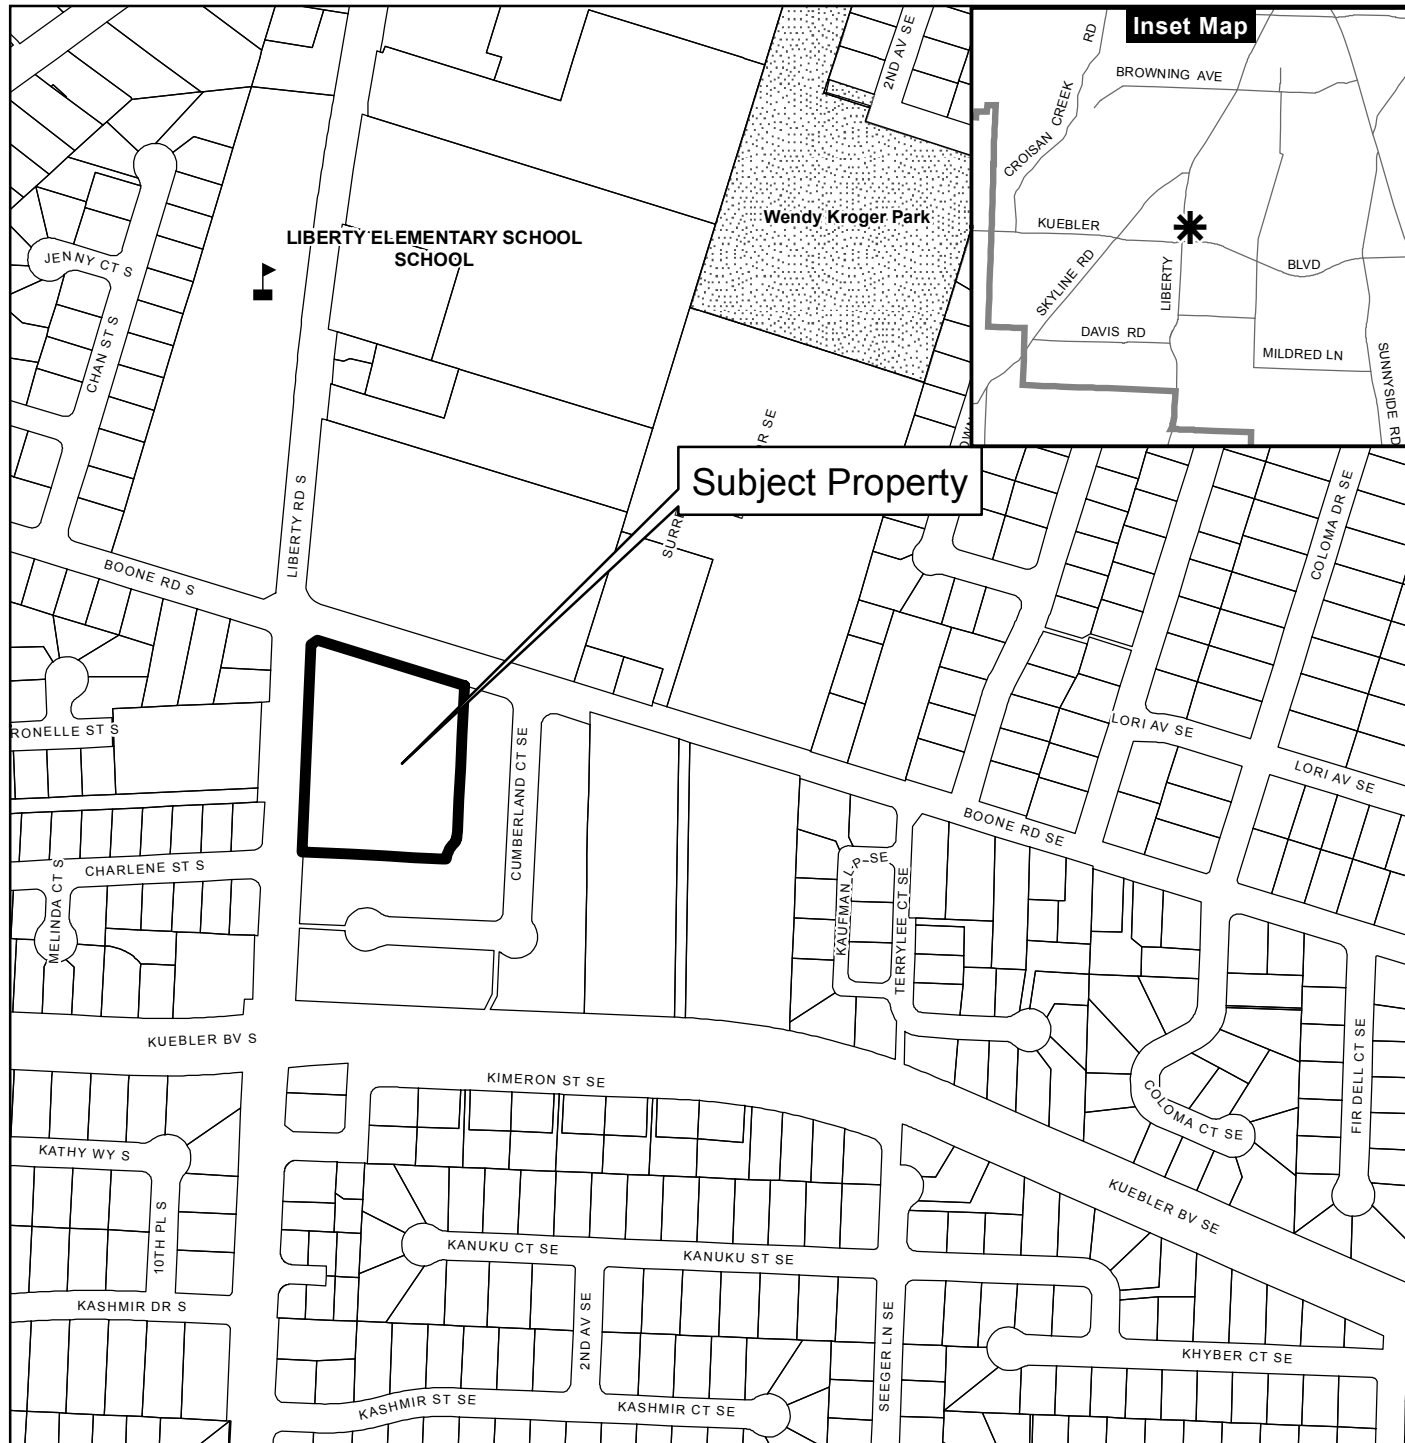 Inset Map
RD
BROWNING AVE
CROISAN CREEK
KUEBLER
BLVD
SKYLINE RD
LIBERTY
DAVIS RD
MILDRED LN
SUNNYSIDE RD
2ND AV SE
Wendy Kroger Park
LIBERTY ELEMENTARY SCHOOL
SCHOOL
JENNY CT S
CHAN ST S
LIBERTY RD S
DR SE
Subject Property
COLOMA DR SE
BOONE RD S
RONELLE ST S
LORI AV SE
LORI AV SE
CUMBERLAND CT SE
BOONE RD SE
CHARLENE ST S
MELINDA CT S
KAUFMAN LP SE
TERRYLEE CT SE
KUEBLER BV S
KIMERON ST SE
COLOMA CT SE
FIR DELL CT SE
KATHY WY S
10TH PL S
KUEBLER BV SE
KANUKU CT SE
KANUKU ST SE
KASHMIR DR S
2ND AV SE
SEEGER LN SE
KHYBER CT SE
KASHMIR ST SE
KASHMIR CT SE